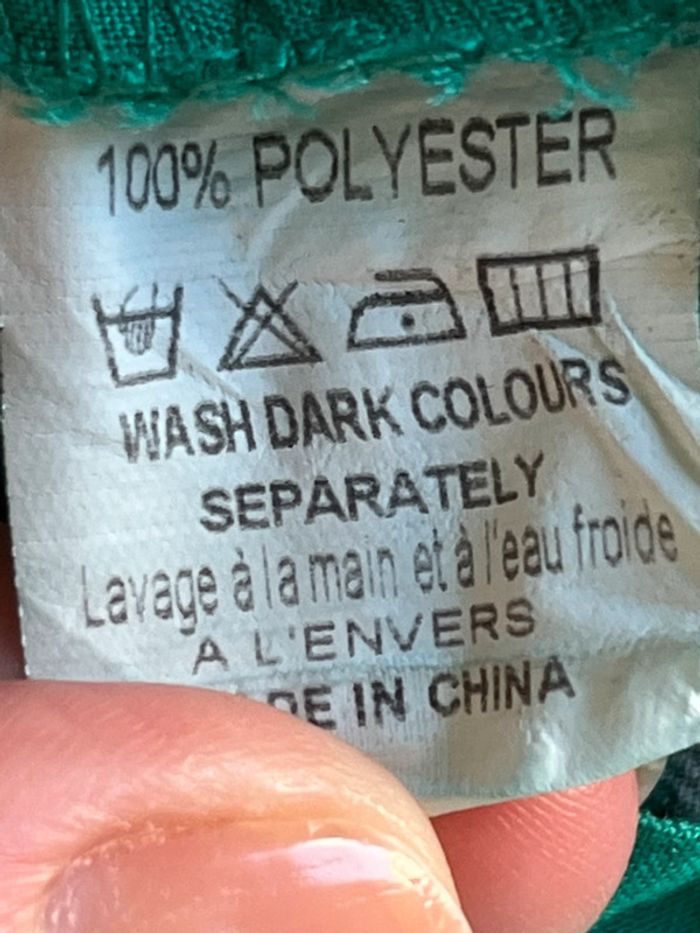 100% POLYESTER
WASH DARK COLOURS
SEPARATELY
Lavage à la main et à l'eau froide
A L'ENVERS
IN CHINA